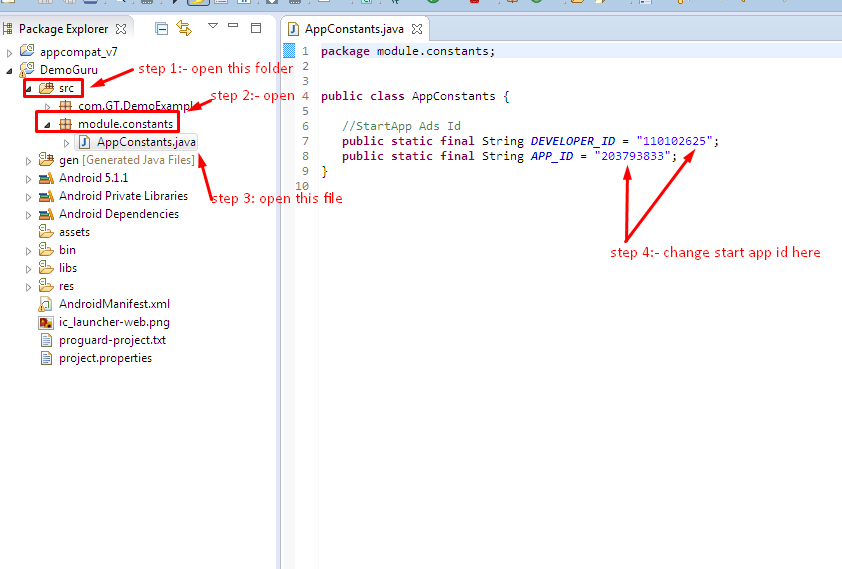 Package Explorer
appcompat_v7
DemoGuru
step 1:- open this folder
src
com.GT.DemoExampl
step 2:- open
module.constants
AppConstants.java
gen [Generated Java Files]
Android 5.1.1
Android Private Libraries
step 3: open this file
Android Dependencies
assets
bin
libs
res
AndroidManifest.xml
ic_launcher-web.png
proguard-project.txt
project.properties
AppConstants.java
1 package module.constants;
2
3
4 public class AppConstants {
5
6 //StartApp Ads Id
7 public static final String DEVELOPER_ID = "110102625";
8 public static final String APP_ID = "203793833";
9 }
10
step 4:- change start app id here